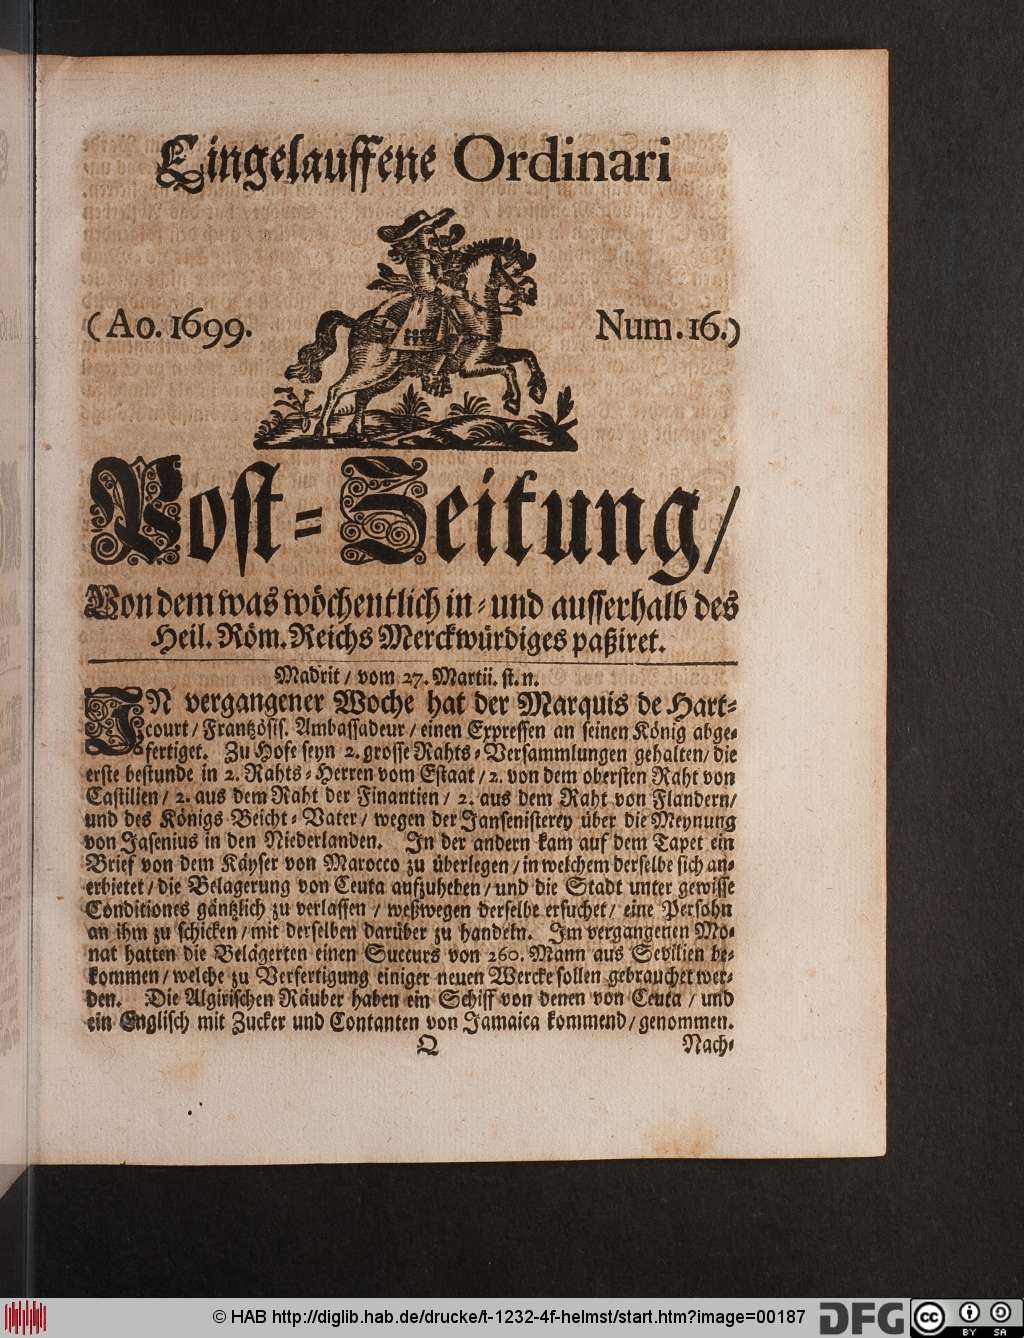 Eingelauffene Ordinari
(Ao. 1699. Num. 16.)
Post-Zeitung/
Von dem was wöchentlich in- und ausserhalb des
Heil. Röm. Reichs Merckwürdiges paßiret.
Madrit/ vom 27. Martii. st. n.
IN vergangener Woche hat der Marquis de Hart-
court/ Frantzösis. Ambassadeur/ einen Expressen an seinen König abge-
fertiget. Zu Hofe seyn 2. grosse Rahts-Versammlungen gehalten/ die
erste bestunde in 2. Rahts-Herren vom Estaat/ 2. von dem obersten Raht von
Castilien/ 2. aus dem Raht der Finantien/ 2. aus dem Raht von Flandern/
und des Königs Beicht-Vater/ wegen der Jansenisterey über die Meynung
von Jasenius in den Niederlanden. In der andern kam auf dem Tapet ein
Brief von dem Käyser von Marocco zu überlegen/ in welchem derselbe sich an-
erbietet/ die Belagerung von Ceuta aufzuheben/ und die Stadt unter gewisse
Conditiones gäntzlich zu verlassen/ weßwegen derselbe ersuchet/ eine Persohn
an ihm zu schicken/ mit derselben darüber zu handeln. Im vergangenen Mo-
nat hatten die Belägerten einen Succurs von 260. Mann aus Sevilien be-
kommen/ welche zu Verfertigung einiger neuen Wercke sollen gebrauchet wer-
den. Die Algirischen Räuber haben ein Schiff von denen von Ceuta/ und
ein Englisch mit Zucker und Contanten von Jamaica kommend/ genommen.
Q Nach-
© HAB http://diglib.hab.de/drucke/t-1232-4f-helmst/start.htm?image=00187
DFG
cc
BY SA